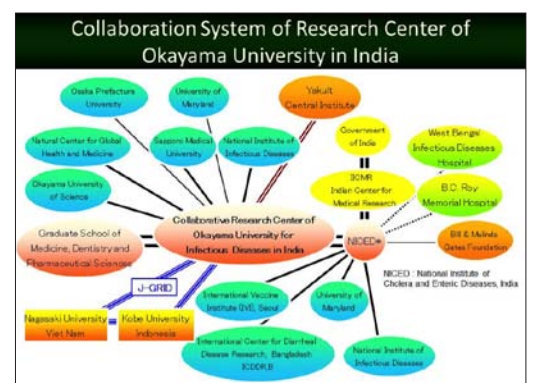 Collaboration System of Research Center of
Okayama University in India
Osaka Prefecture
University
University of
Maryland
Yakult
Central Institute
Natural Center for Global
Health and Medicine
Sapporo Medical
University
National Institute of
Infectious Diseases
Government
of India
West Bengal
Infectious Diseases
Hospital
Okayama University
of Science
ICMR
Indian Center for
Medical Research
B.C. Roy
Memorial Hospital
Graduate School of
Medicine, Dentistry and
Pharmaceutical Sciences
Collaborative Research Center of
Okayama University for
Infectious Diseases in India
NICED*
Bill & Melinda
Gates Foundation
NICED : National Institute of
Cholera and Enteric Diseases, India
J-GRID
Nagasaki University
Viet Nam
Kobe University
Indonesia
International Vaccine
Institute (IVI), Seoul
University of
Maryland
International Center for Diarrheal
Disease Research, Bangladesh
ICDDR,B
National Institute of
Infectious Diseases